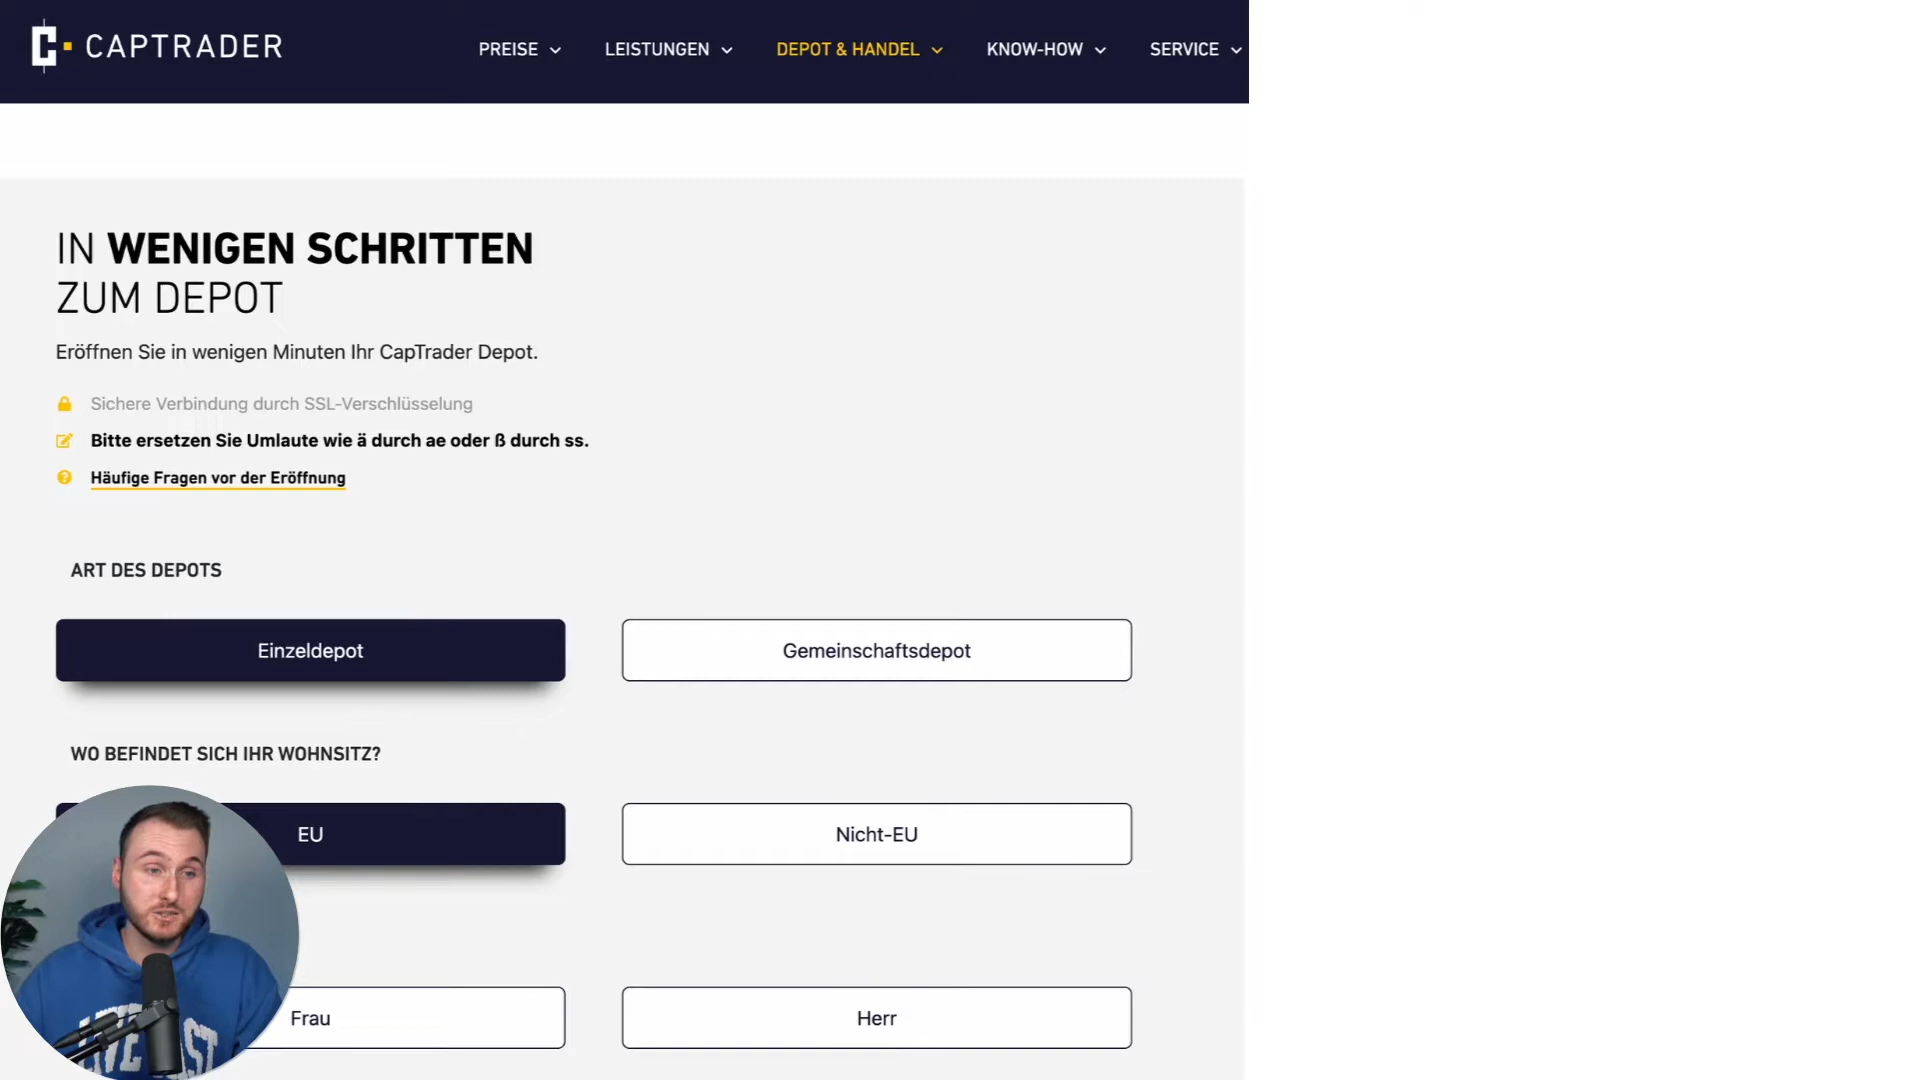 CAPTRADER
PREISE
LEISTUNGEN
DEPOT & HANDEL
KNOW-HOW
SERVICE
IN WENIGEN SCHRITTEN
ZUM DEPOT
Eröffnen Sie in wenigen Minuten Ihr CapTrader Depot.
Sichere Verbindung durch SSL-Verschlüsselung
Bitte ersetzen Sie Umlaute wie ä durch ae oder ß durch ss.
Häufige Fragen vor der Eröffnung
ART DES DEPOTS
Einzeldepot
Gemeinschaftsdepot
WO BEFINDET SICH IHR WOHNSITZ?
EU
Nicht-EU
Frau
Herr